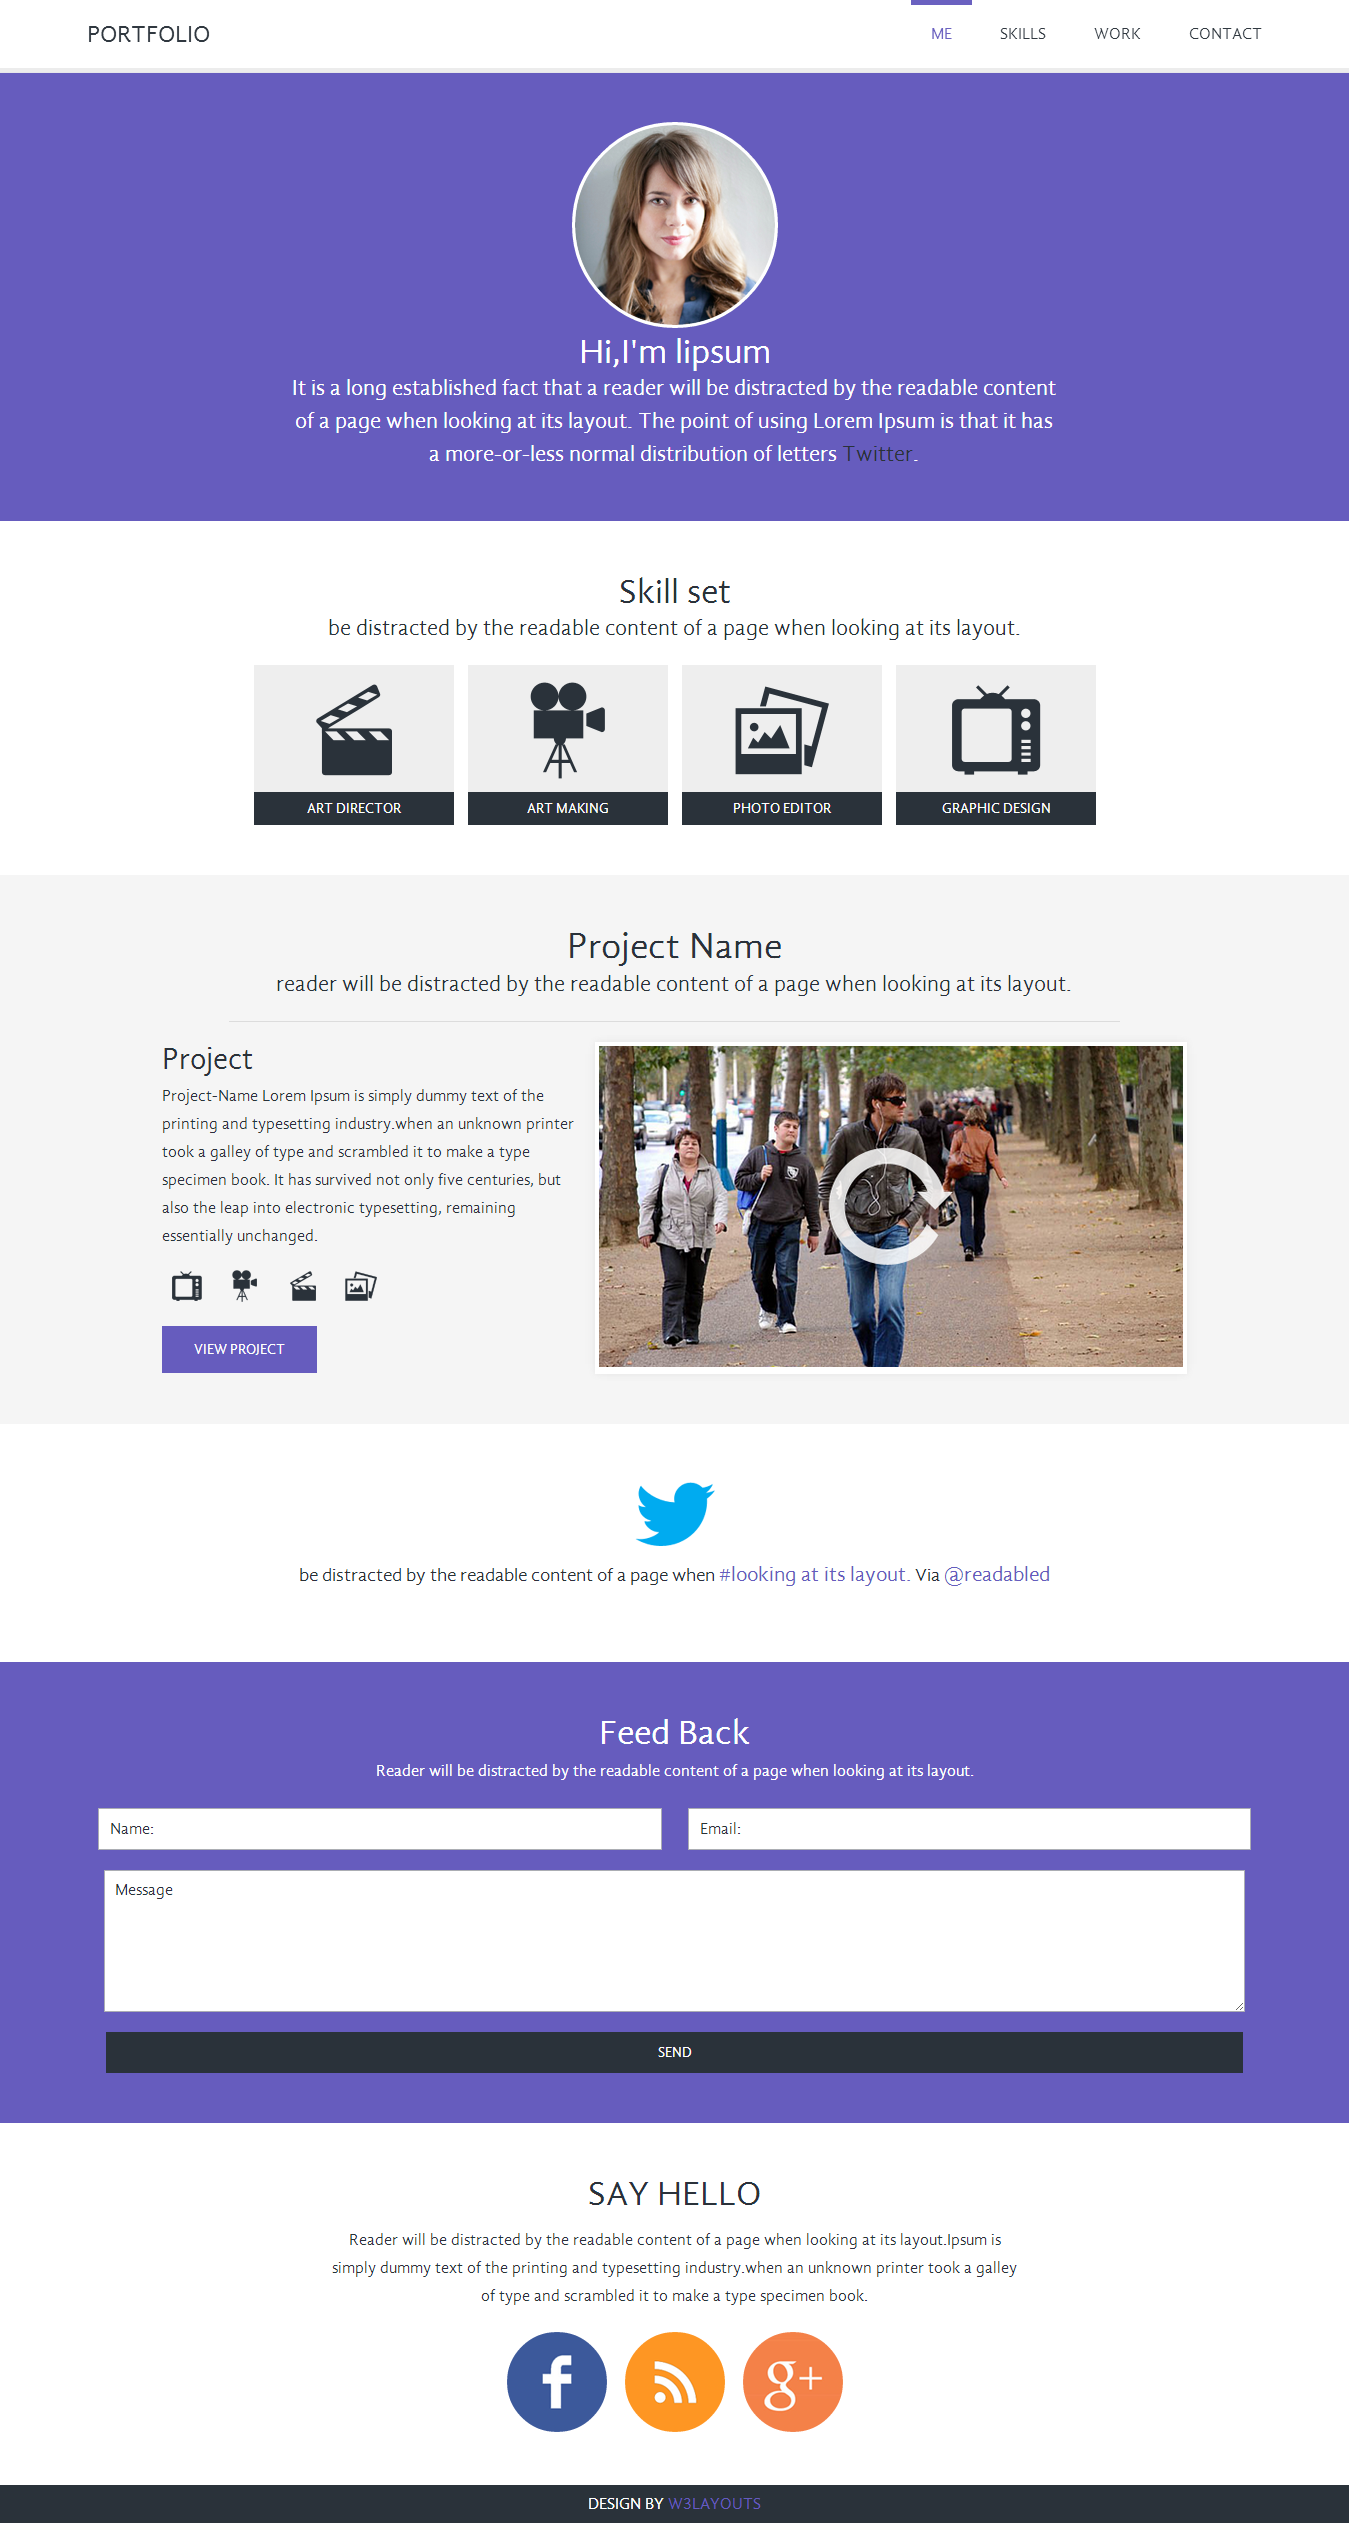 PORTFOLIO
ME SKILLS WORK CONTACT
Hi,I'm lipsum
It is a long established fact that a reader will be distracted by the readable content
of a page when looking at its layout. The point of using Lorem Ipsum is that it has
a more-or-less normal distribution of letters Twitter.
Skill set
be distracted by the readable content of a page when looking at its layout.
ART DIRECTOR
ART MAKING
PHOTO EDITOR
GRAPHIC DESIGN
Project Name
reader will be distracted by the readable content of a page when looking at its layout.
Project
Project-Name Lorem Ipsum is simply dummy text of the
printing and typesetting industry.when an unknown printer
took a galley of type and scrambled it to make a type
specimen book. It has survived not only five centuries, but
also the leap into electronic typesetting, remaining
essentially unchanged.
VIEW PROJECT
be distracted by the readable content of a page when #looking at its layout. Via @readabled
Feed Back
Reader will be distracted by the readable content of a page when looking at its layout.
Name:
Email:
Message
SEND
SAY HELLO
Reader will be distracted by the readable content of a page when looking at its layout.Ipsum is
simply dummy text of the printing and typesetting industry.when an unknown printer took a galley
of type and scrambled it to make a type specimen book.
f
g+
DESIGN BY W3LAYOUTS